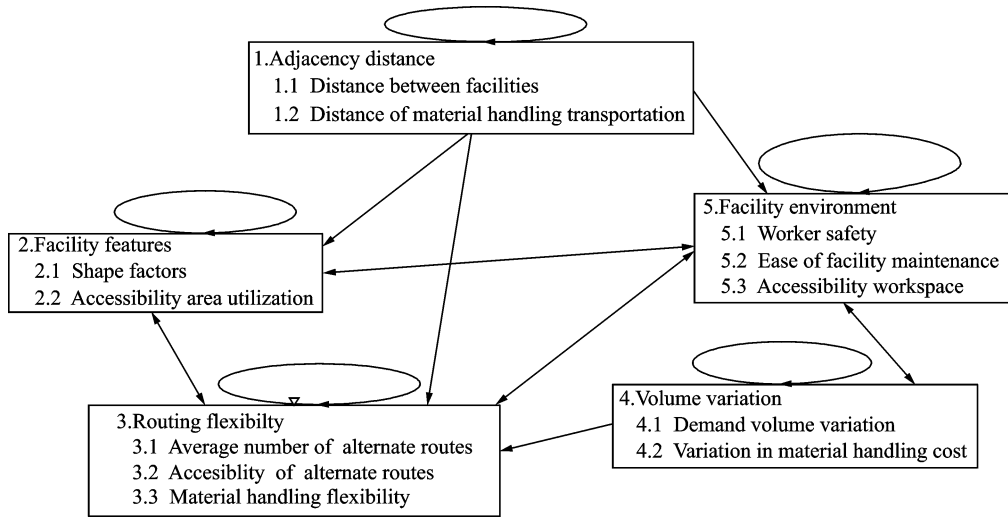 1.Adjacency distance
1.1 Distance between facilities
1.2 Distance of material handling transportation
2.Facility features
2.1 Shape factors
2.2 Accessibility area utilization
5.Facility environment
5.1 Worker safety
5.2 Ease of facility maintenance
5.3 Accessibility workspace
3.Routing flexibilty
3.1 Average number of alternate routes
3.2 Accesiblity of alternate routes
3.3 Material handling flexibility
4.Volume variation
4.1 Demand volume variation
4.2 Variation in material handling cost